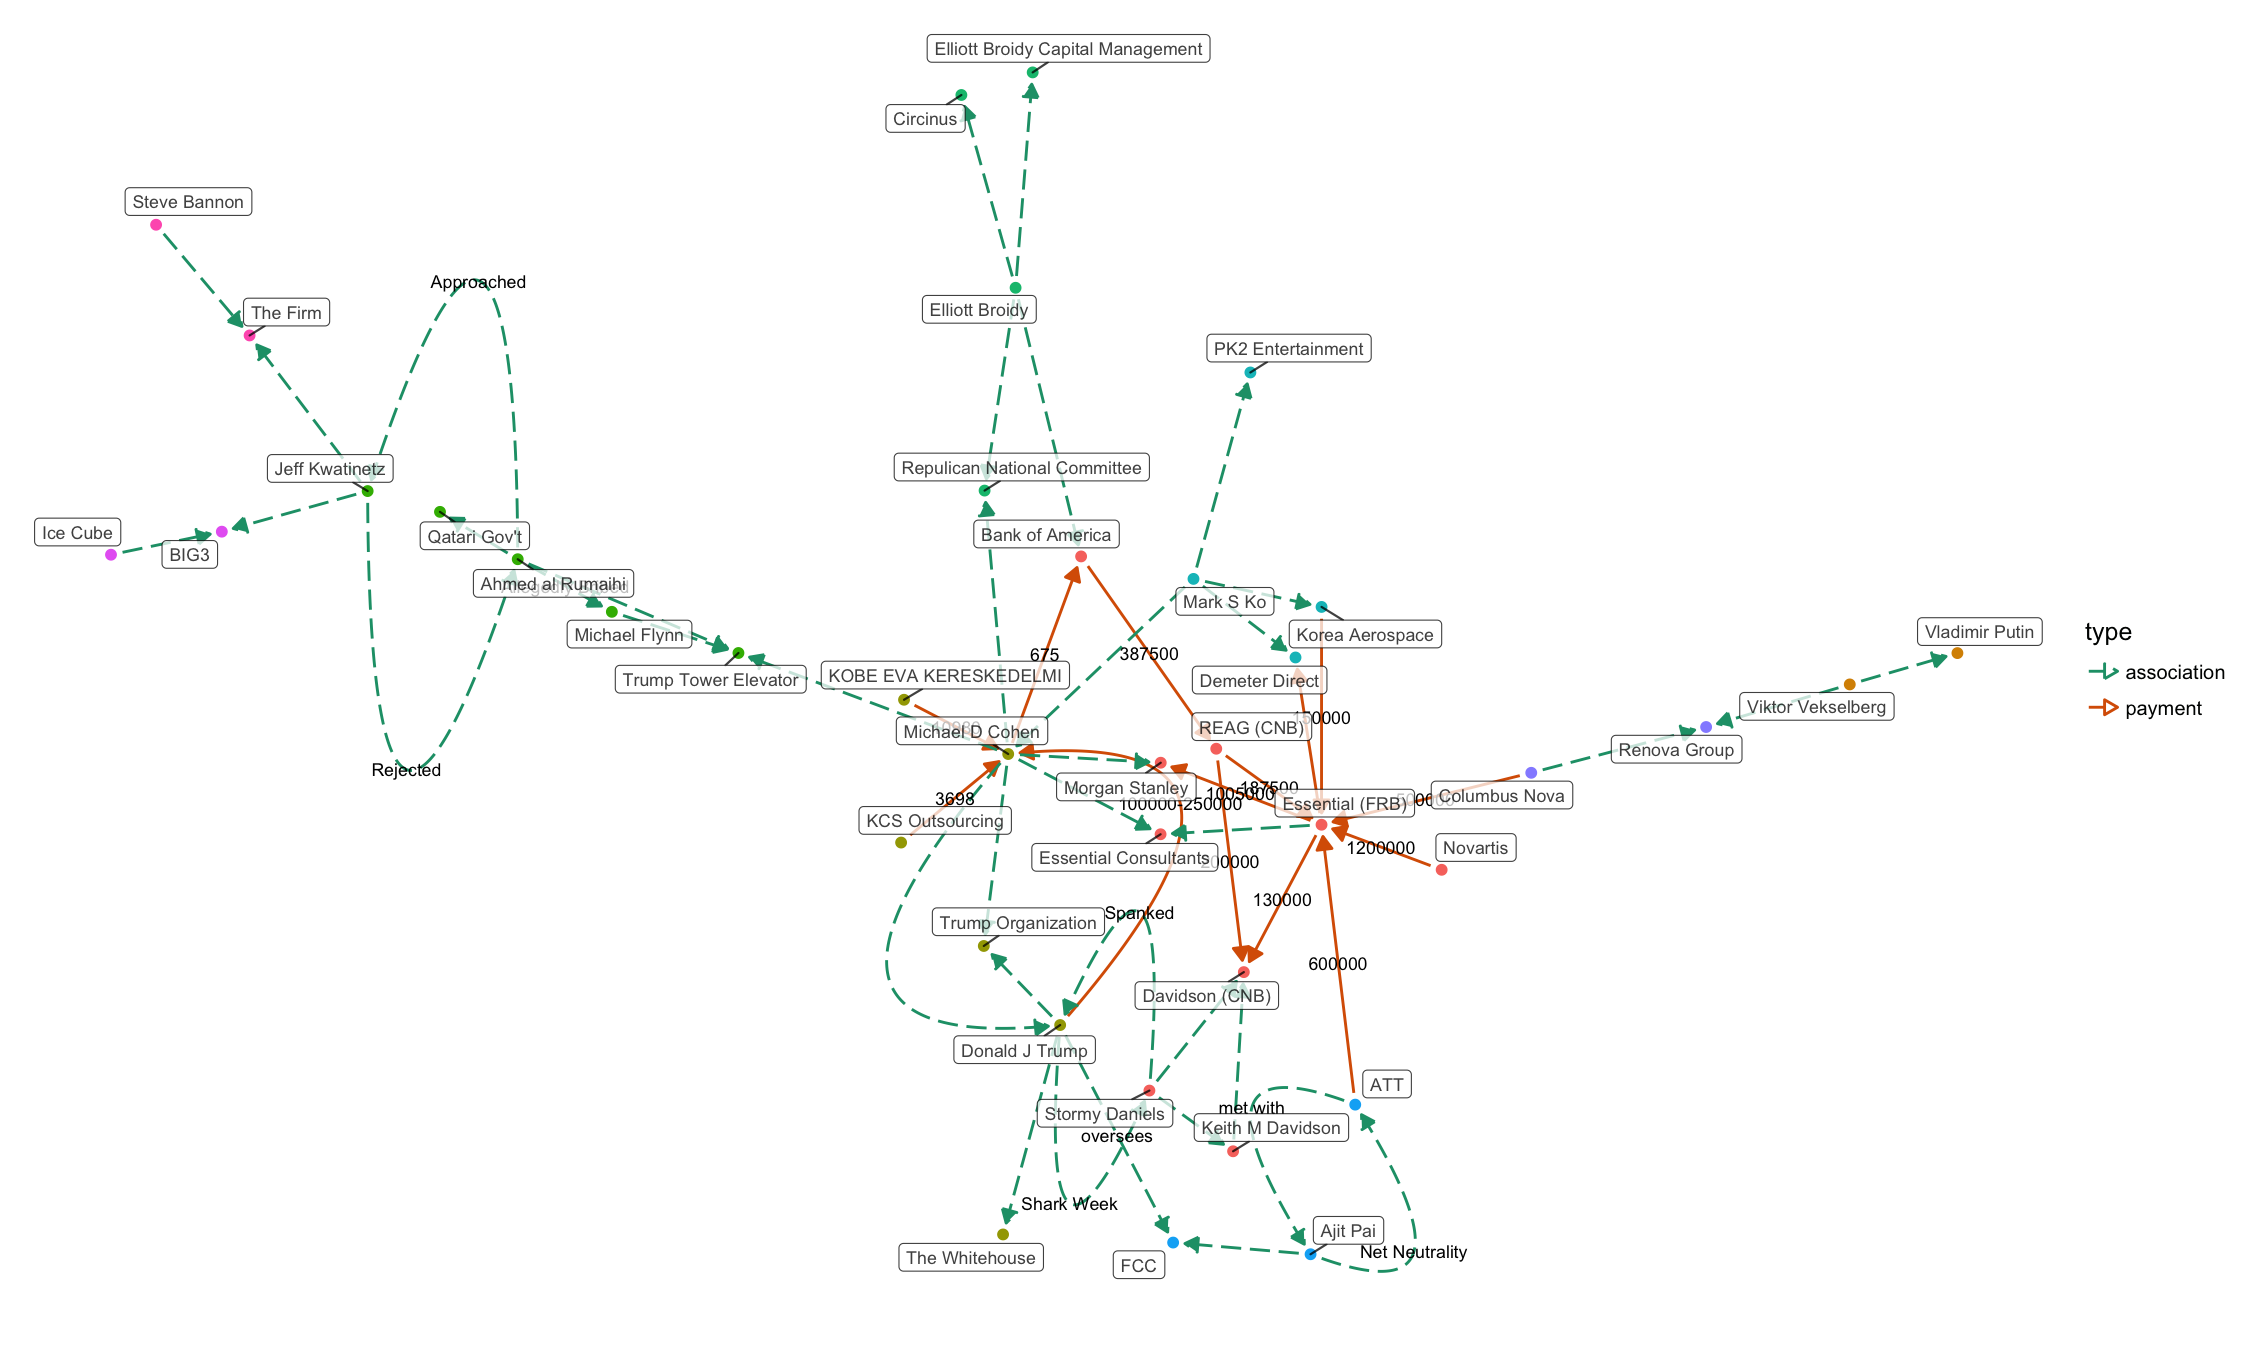 Elliott Broidy Capital Management
Circinus
Steve Bannon
Approached
The Firm
Elliott Broidy
PK2 Entertainment
Jeff Kwatinetz
Repulican National Committee
Ice Cube
BIG3
Qatari Gov't
Bank of America
Ahmed al Rumaihi
Allegedly Bribed
Mark S Ko
Michael Flynn
Korea Aerospace
Vladimir Putin
type
association
payment
675
387500
Trump Tower Elevator
KOBE EVA KERESKEDELMI
Demeter Direct
Viktor Vekselberg
150000
REAG (CNB)
Michael D Cohen
Renova Group
Rejected
Morgan Stanley
187500
1005000
100000-250000
Essential (FRB)
Columbus Nova
3698
KCS Outsourcing
1200000
Novartis
Essential Consultants
200000
130000
Spanked
Trump Organization
600000
Davidson (CNB)
Donald J Trump
ATT
Stormy Daniels
met with
Keith M Davidson
oversees
Shark Week
Ajit Pai
Net Neutrality
The Whitehouse
FCC